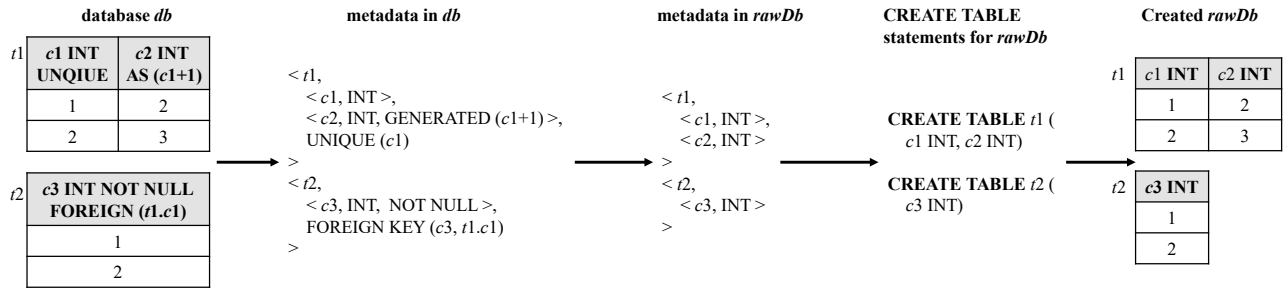 database db
t1
c1 INT
UNQIUE
c2 INT
AS (c1+1)
1
2
2
3
t2
c3 INT NOT NULL
FOREIGN (t1.c1)
1
2
metadata in db
< t1,
< c1, INT >,
< c2, INT, GENERATED (c1+1) >,
UNIQUE (c1)
>
< t2,
< c3, INT, NOT NULL >,
FOREIGN KEY (c3, t1.c1)
>
metadata in rawDb
< t1,
< c1, INT >,
< c2, INT >
>
< t2,
< c3, INT >
>
CREATE TABLE
statements for rawDb
CREATE TABLE t1 (
c1 INT, c2 INT)
CREATE TABLE t2 (
c3 INT)
Created rawDb
t1
c1 INT
c2 INT
1
2
2
3
t2
c3 INT
1
2